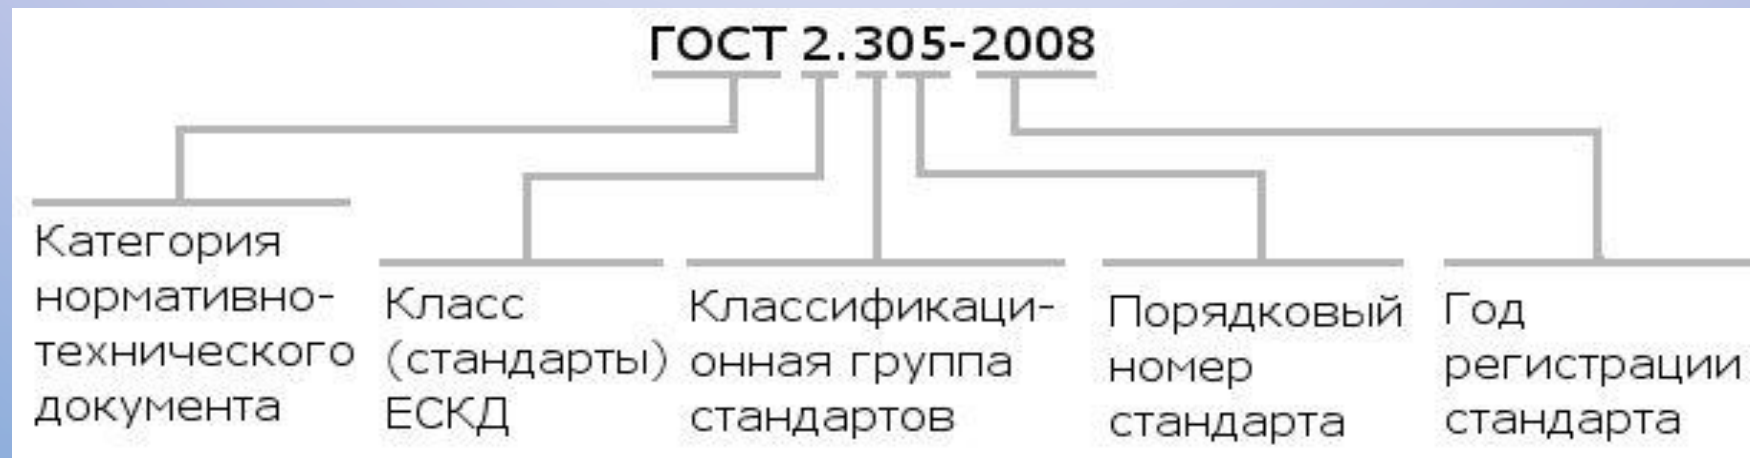 ГОСТ 2.305-2008
Категория
нормативно-
технического
документа
Класс
(стандарты)
ЕСКД
Классификаци-
онная группа
стандартов
Порядковый
номер
стандарта
Год
регистрации
стандарта